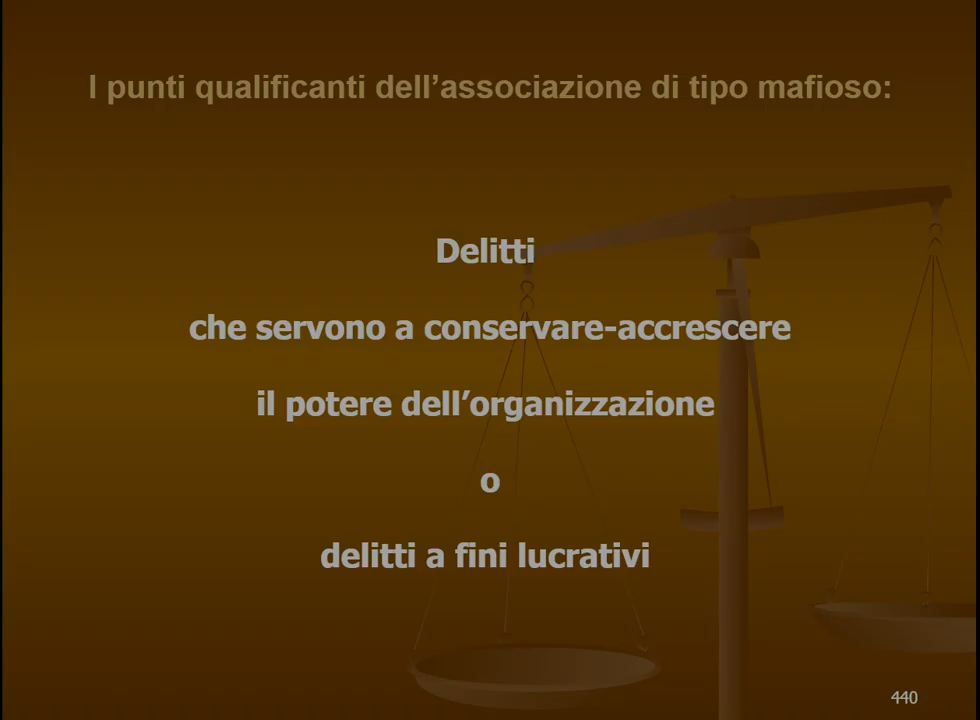 I punti qualificanti dell’associazione di tipo mafioso:
Delitti
che servono a conservare-accrescere
il potere dell’organizzazione
o
delitti a fini lucrativi
440